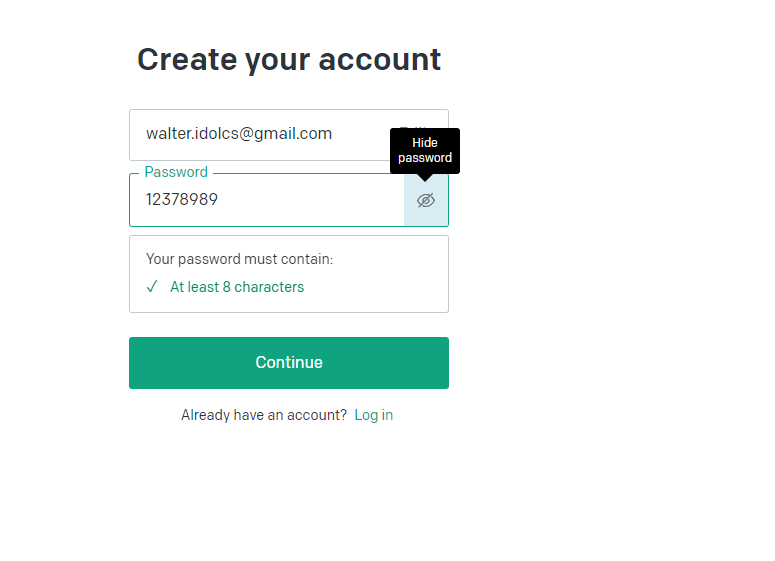 Create your account
walter.idolcs@gmail.com
Hide
password
Password
12378989
Your password must contain:
✓ At least 8 characters
Continue
Already have an account? Log in